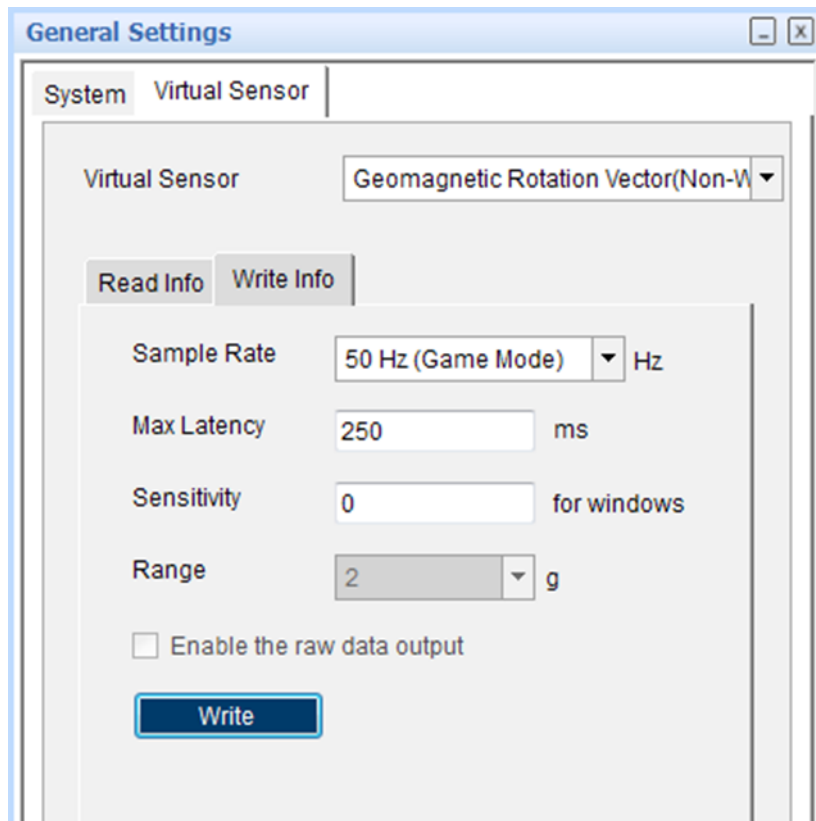 General Settings
System Virtual Sensor
Virtual Sensor Geomagnetic Rotation Vector(Non-W
Read Info Write Info
Sample Rate 50 Hz (Game Mode) Hz
Max Latency 250 ms
Sensitivity 0 for windows
Range 2 g
Enable the raw data output
Write